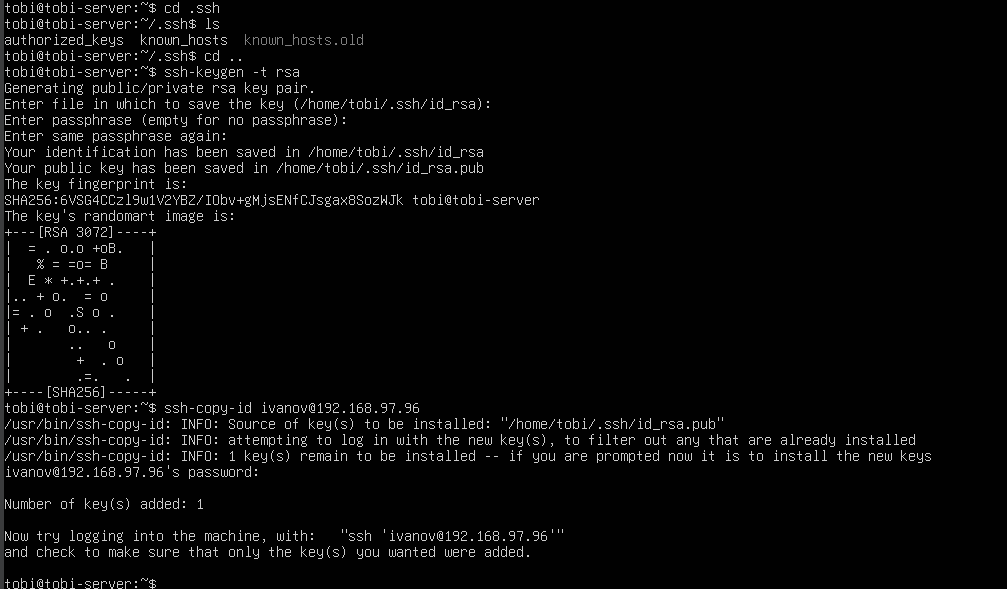 tobi@tobi-server:~$ cd .ssh
tobi@tobi-server:~/.ssh$ ls
authorized_keys  known_hosts  known_hosts.old
tobi@tobi-server:~/.ssh$ cd ..
tobi@tobi-server:~$ ssh-keygen -t rsa
Generating public/private rsa key pair.
Enter file in which to save the key (/home/tobi/.ssh/id_rsa):
Enter passphrase (empty for no passphrase):
Enter same passphrase again:
Your identification has been saved in /home/tobi/.ssh/id_rsa
Your public key has been saved in /home/tobi/.ssh/id_rsa.pub
The key fingerprint is:
SHA256:6VSG4CCzl9w1V2YBZ/IObv+gMjsENfCJsgax8SozWJk tobi@tobi-server
The key's randomart image is:
+---[RSA 3072]----+
|  = . o.o +oB.   |
|   % = =o= B     |
|  E * +.+.+ .    |
|.. + o.  = o     |
|= . o  .S o .    |
| + .   o.. .     |
|       ..   o    |
|        +  . o   |
|        .=.   .  |
+----[SHA256]-----+
tobi@tobi-server:~$ ssh-copy-id ivanov@192.168.97.96
/usr/bin/ssh-copy-id: INFO: Source of key(s) to be installed: "/home/tobi/.ssh/id_rsa.pub"
/usr/bin/ssh-copy-id: INFO: attempting to log in with the new key(s), to filter out any that are already installed
/usr/bin/ssh-copy-id: INFO: 1 key(s) remain to be installed -- if you are prompted now it is to install the new keys
ivanov@192.168.97.96's password:
Number of key(s) added: 1
Now try logging into the machine, with:   "ssh 'ivanov@192.168.97.96'"
and check to make sure that only the key(s) you wanted were added.
tobi@tobi-server:~$